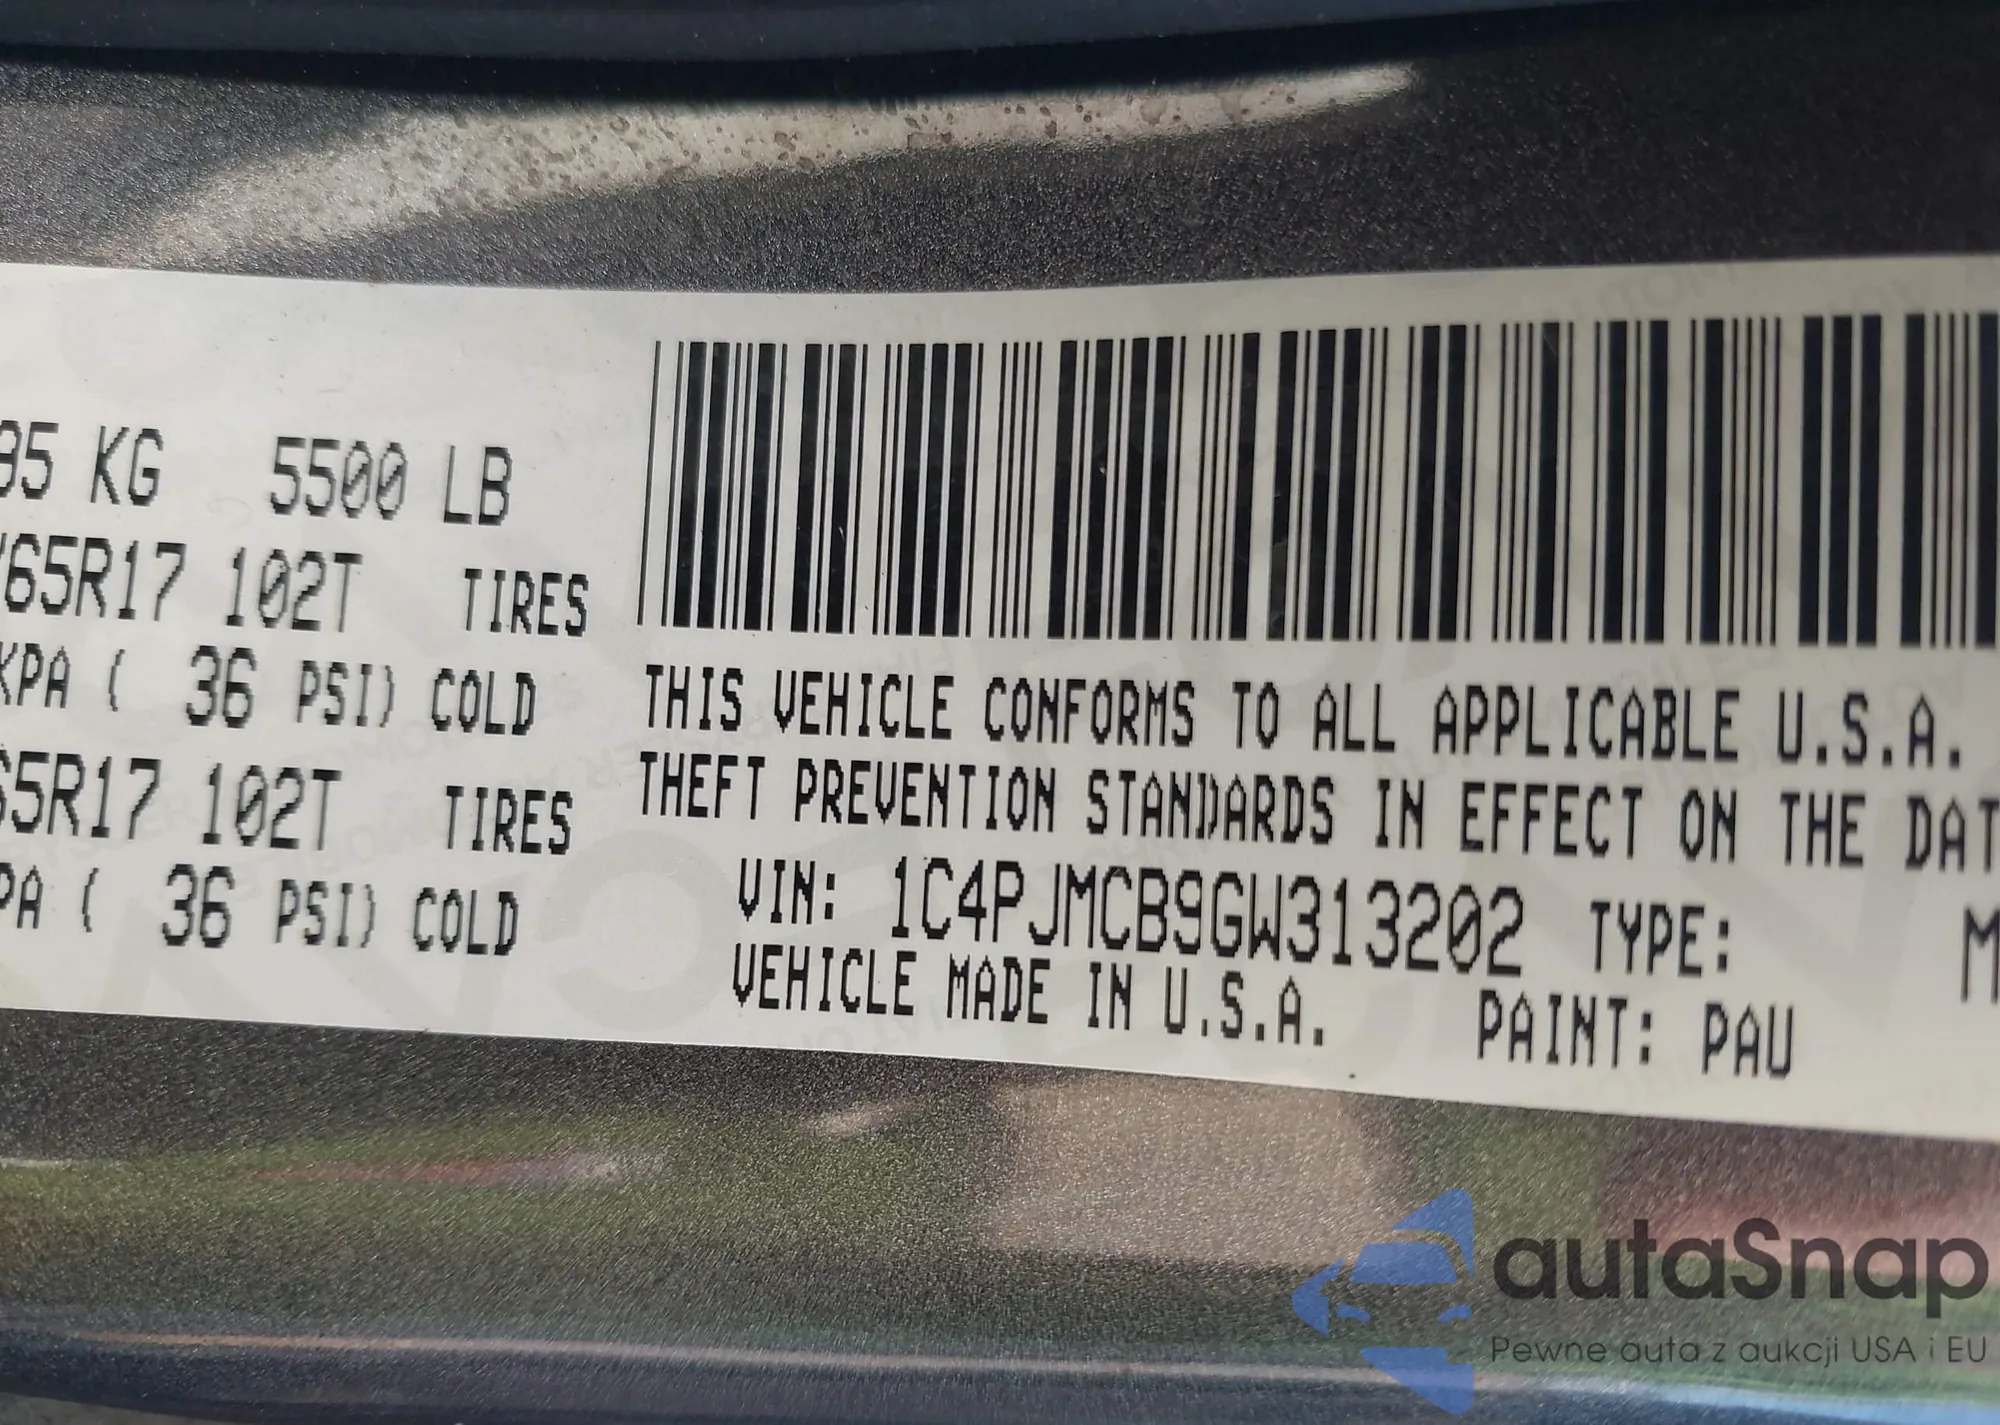 95 KG 5500 LB
65R17 102T TIRES
KPA ( 36 PSI) COLD
65R17 102T TIRES
PA ( 36 PSI) COLD
THIS VEHICLE CONFORMS TO ALL APPLICABLE U.S.A.
THEFT PREVENTION STANDARDS IN EFFECT ON THE DAT
VIN: 1C4PJMCB9GW313202 TYPE: M
VEHICLE MADE IN U.S.A. PAINT: PAU
autaSnap
Pewne auta z aukcji USA i EU